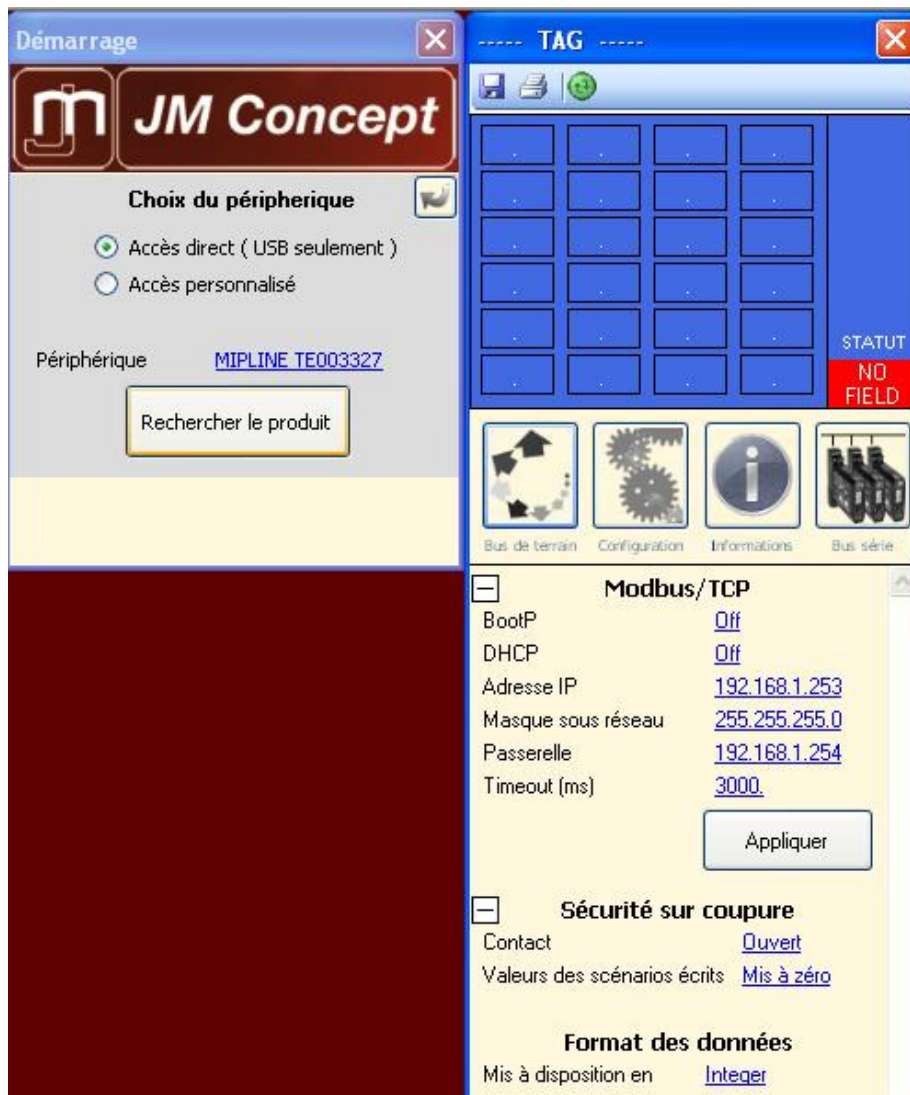 Démarrage
JM Concept
Choix du péripherique
Accès direct ( USB seulement )
Accès personnalisé
Périphérique MIPLINE TE003327
Rechercher le produit
----- TAG -----
STATUT
NO
FIELD
Bus de terrain Configuration Informations Bus série
Modbus/TCP
BootP Off
DHCP Off
Adresse IP 192.168.1.253
Masque sous réseau 255.255.255.0
Passerelle 192.168.1.254
Timeout (ms) 3000.
Appliquer
Sécurité sur coupure
Contact Ouvert
Valeurs des scénarios écrits Mis à zéro
Format des données
Mis à disposition en Integer